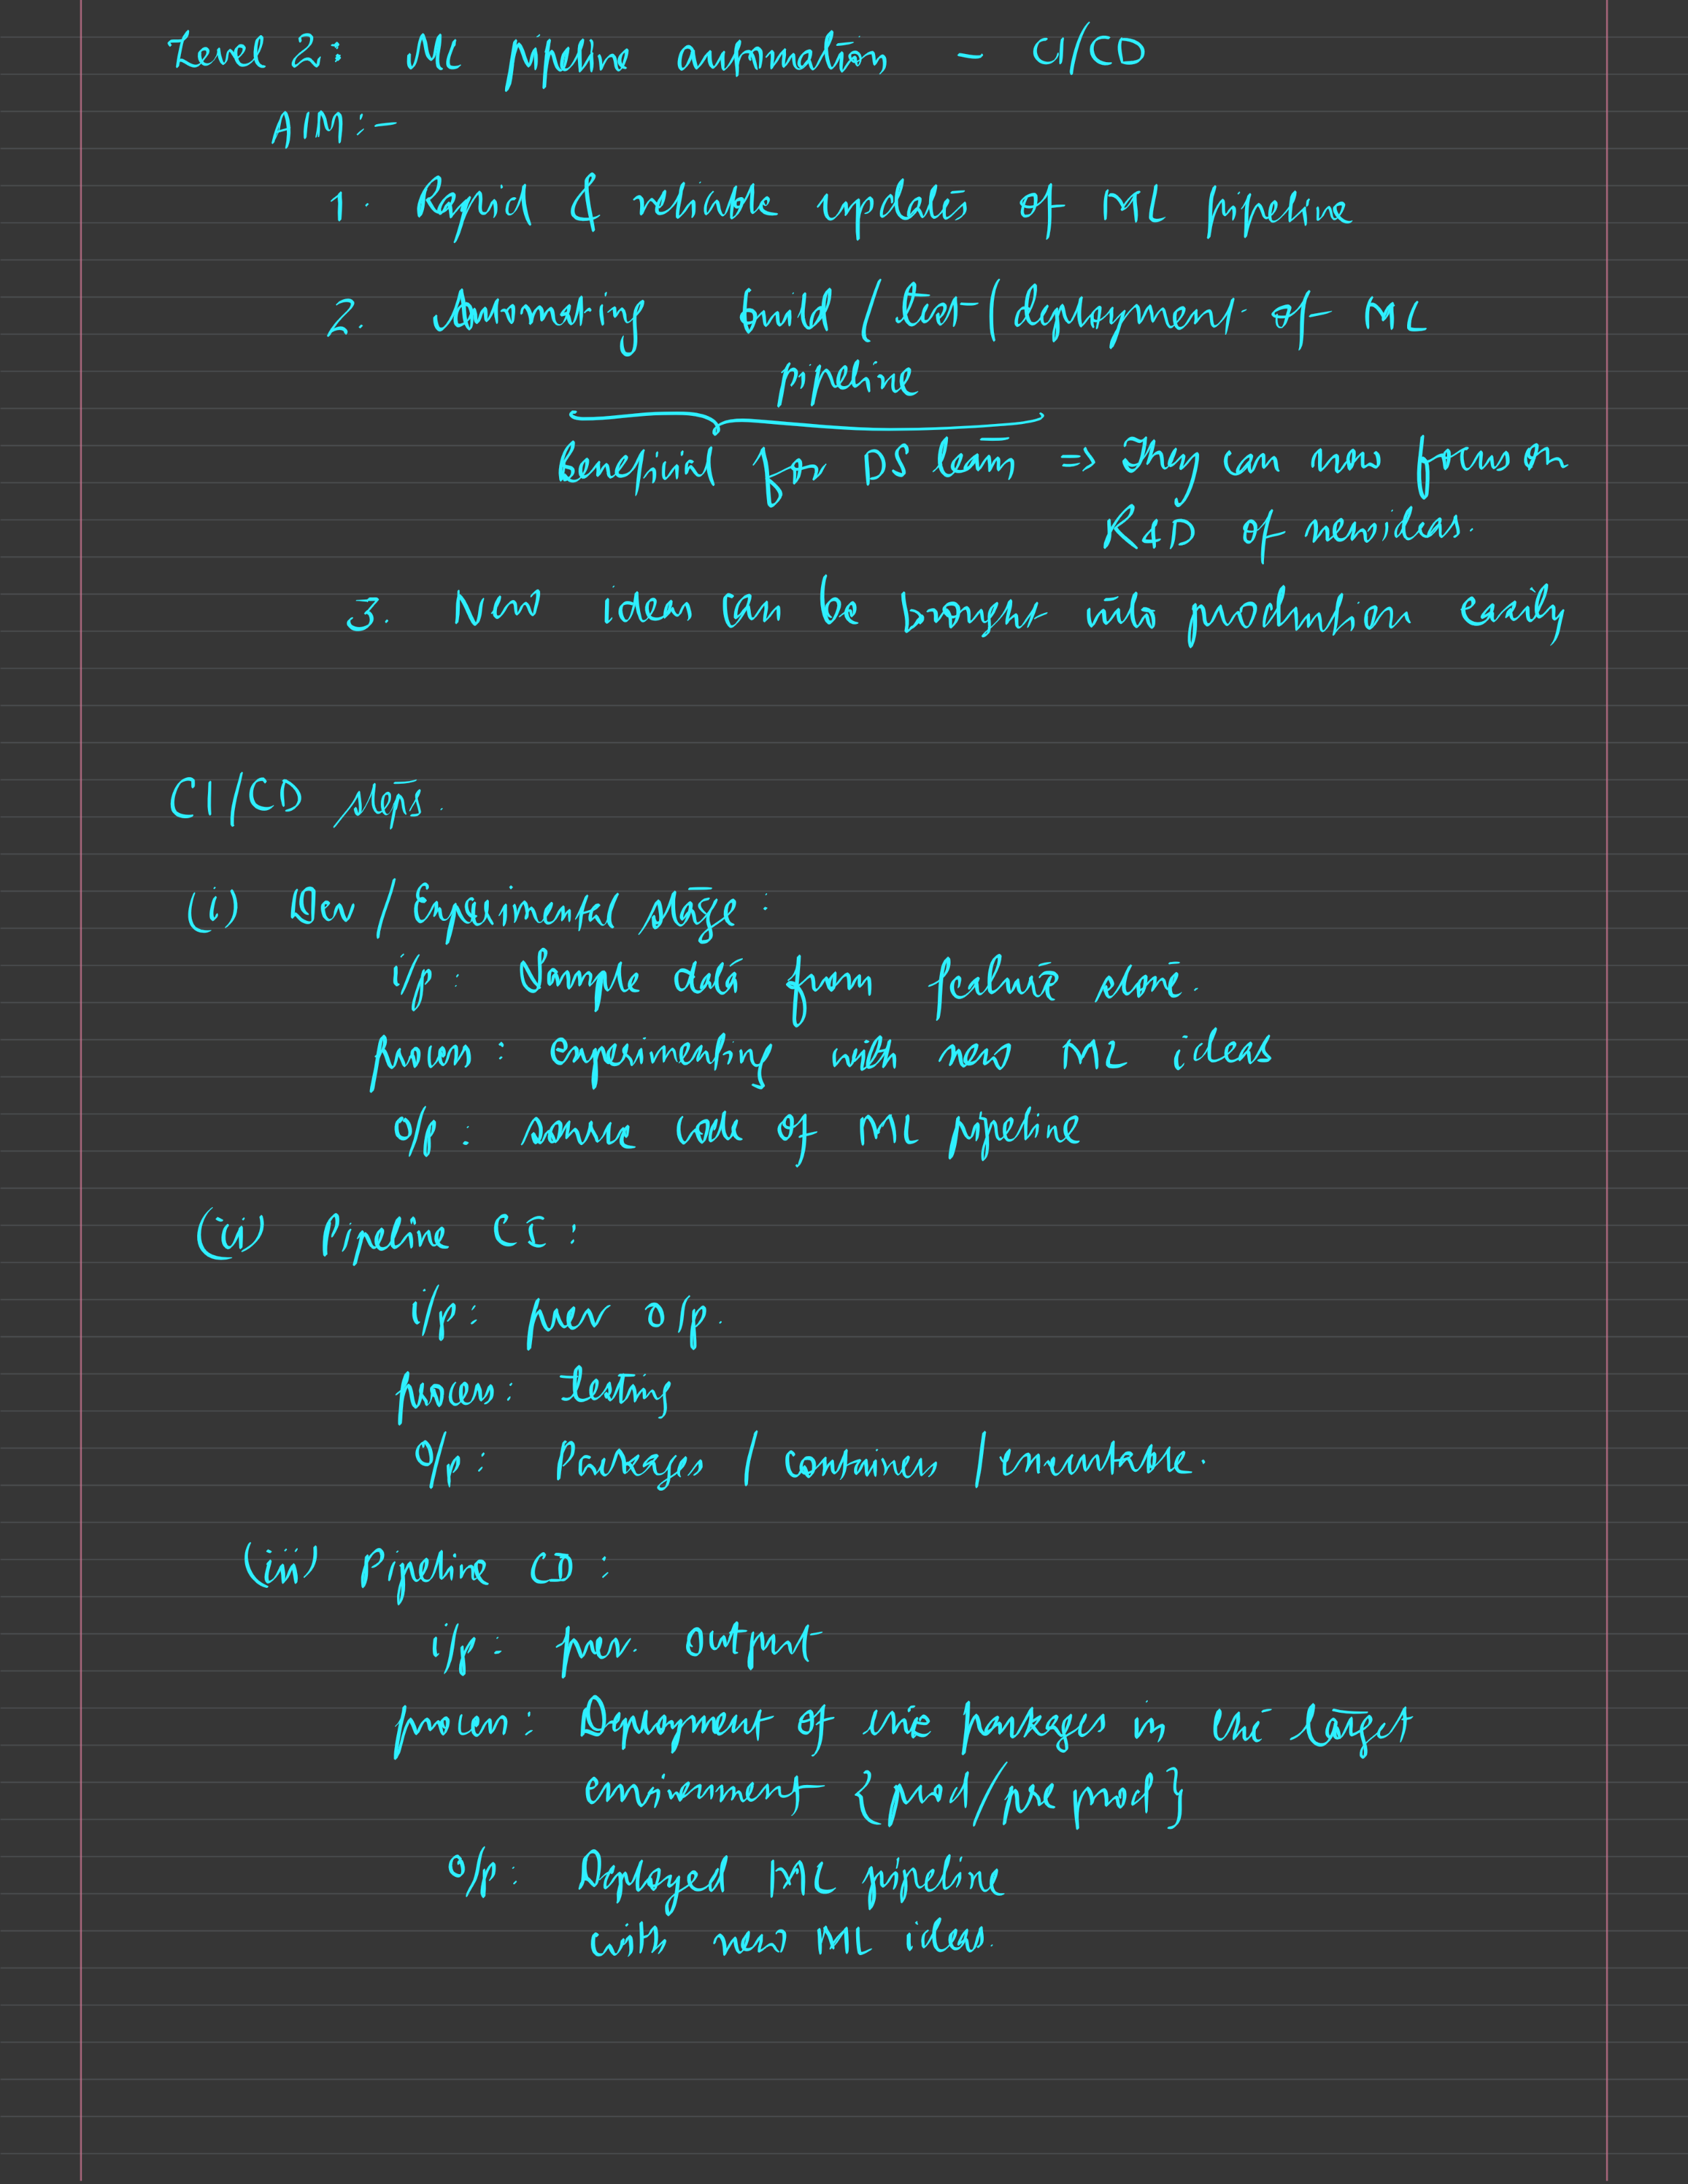 Level 2: ML pipeline automation - CI/CD
AIM:-
1. Rapid & reliable updates of ML pipeline
2. Automating build / test / deployment of ML
pipeline
Beneficial for DS team => They can now focus on
R&D of new ideas.
3. New idea can be brought into production easily
CI/CD steps.
(i) Dev / Experimental stage:
i/p: Sample data from feature store.
process: experimenting with new ML ideas
o/p: source code of ML pipeline
(ii) Pipeline CI:
i/p: prev o/p.
process: testing
o/p: Packages / containers / executable.
(iii) Pipeline CD:
i/p: prev. output
process: Deployment of the packages in the target
environment {prod/pre prod}
o/p: Deployed ML pipeline
with new ML ideas.